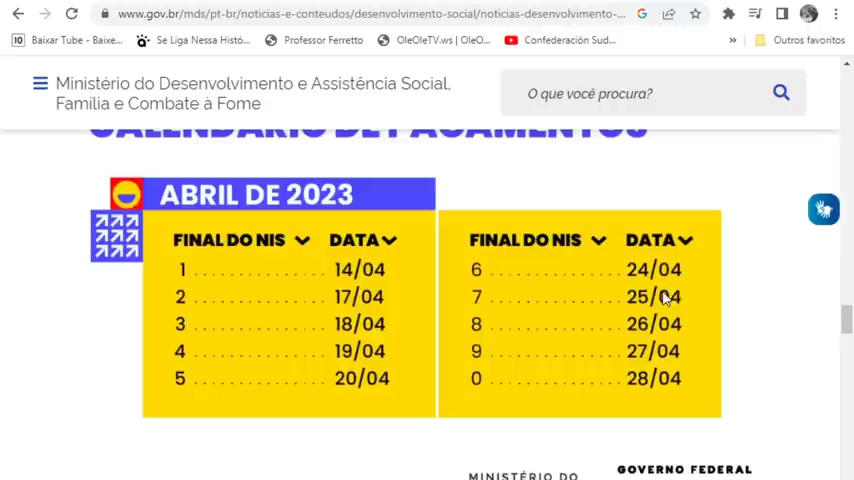 www.gov.br/mds/pt-br/noticias-e-conteudos/desenvolvimento-social/noticias-desenvolvimento-...
Baixar Tube - Baixe... Se Liga Nessa Histó... Professor Ferretto OleOleTV.ws | OleO... Confederación Sud... » Outros favoritos
Ministério do Desenvolvimento e Assistência Social,
Família e Combate à Fome
O que você procura?
CALENDÁRIO DE PAGAMENTOS
ABRIL DE 2023
FINAL DO NIS DATA
1 14/04
2 17/04
3 18/04
4 19/04
5 20/04
FINAL DO NIS DATA
6 24/04
7 25/04
8 26/04
9 27/04
0 28/04
MINISTÉRIO DO
GOVERNO FEDERAL